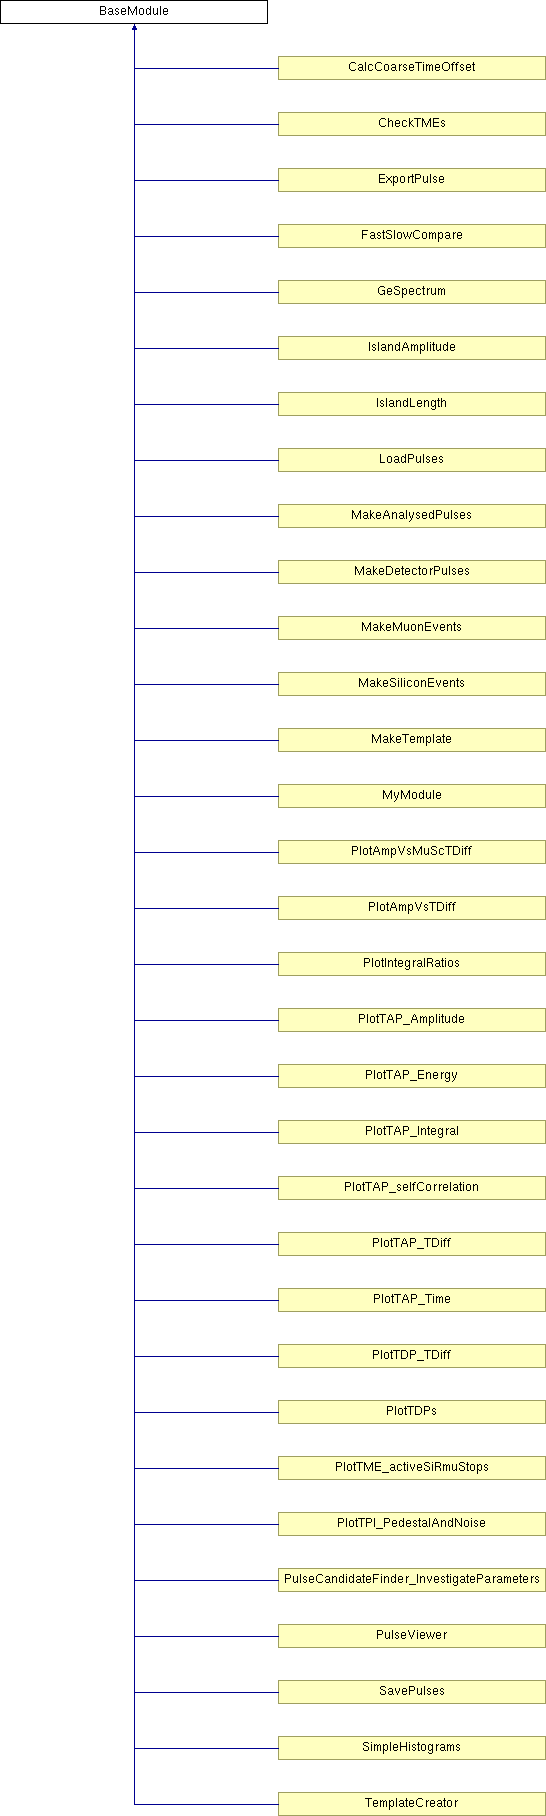 BaseModule
CalcCoarseTimeOffset
CheckTMEs
ExportPulse
FastSlowCompare
GeSpectrum
IslandAmplitude
IslandLength
LoadPulses
MakeAnalysedPulses
MakeDetectorPulses
MakeMuonEvents
MakeSiliconEvents
MakeTemplate
MyModule
PlotAmpVsMuScTDiff
PlotAmpVsTDiff
PlotIntegralRatios
PlotTAP_Amplitude
PlotTAP_Energy
PlotTAP_Integral
PlotTAP_selfCorrelation
PlotTAP_TDiff
PlotTAP_Time
PlotTDP_TDiff
PlotTDPs
PlotTME_activeSiRmuStops
PlotTPI_PedestalAndNoise
PulseCandidateFinder_InvestigateParameters
PulseViewer
SavePulses
SimpleHistograms
TemplateCreator